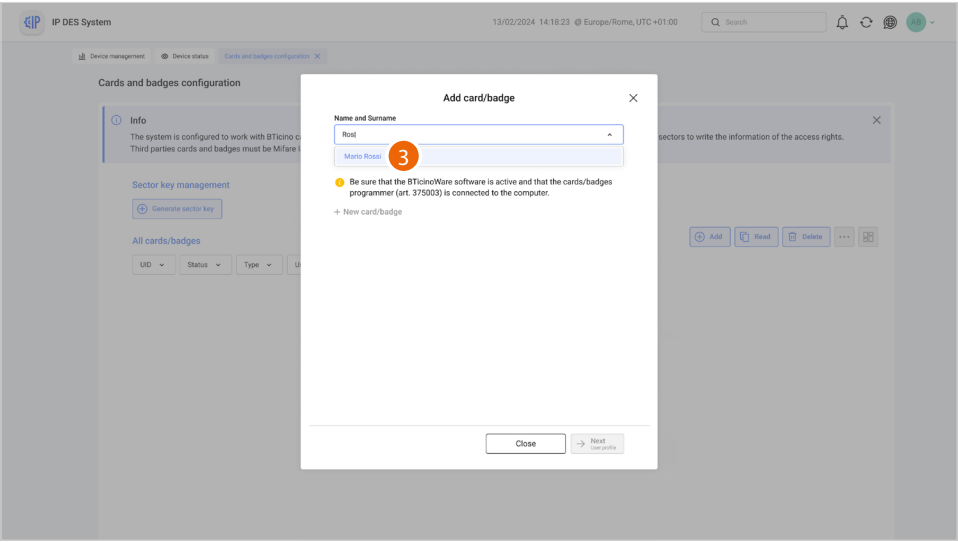 IP
IP DES System
13/02/2024 14:18:23 @ Europe/Rome, UTC +01:00
Search
AB
Device management
Device status
Cards and badges configuration
Cards and badges configuration
Add card/badge
Info
The system is configured to work with BTicino
sectors to write the information of the access rights.
Third parties cards and badges must be Mifare
Name and Surname
Ros
Mario Rossi
3
Be sure that the BTicinoWare software is active and that the cards/badges
programmer (art. 375003) is connected to the computer.
+ New card/badge
Sector key management
Generate sector key
All cards/badges
Add
Read
Delete
UID
Status
Type
Close
Next
User profile